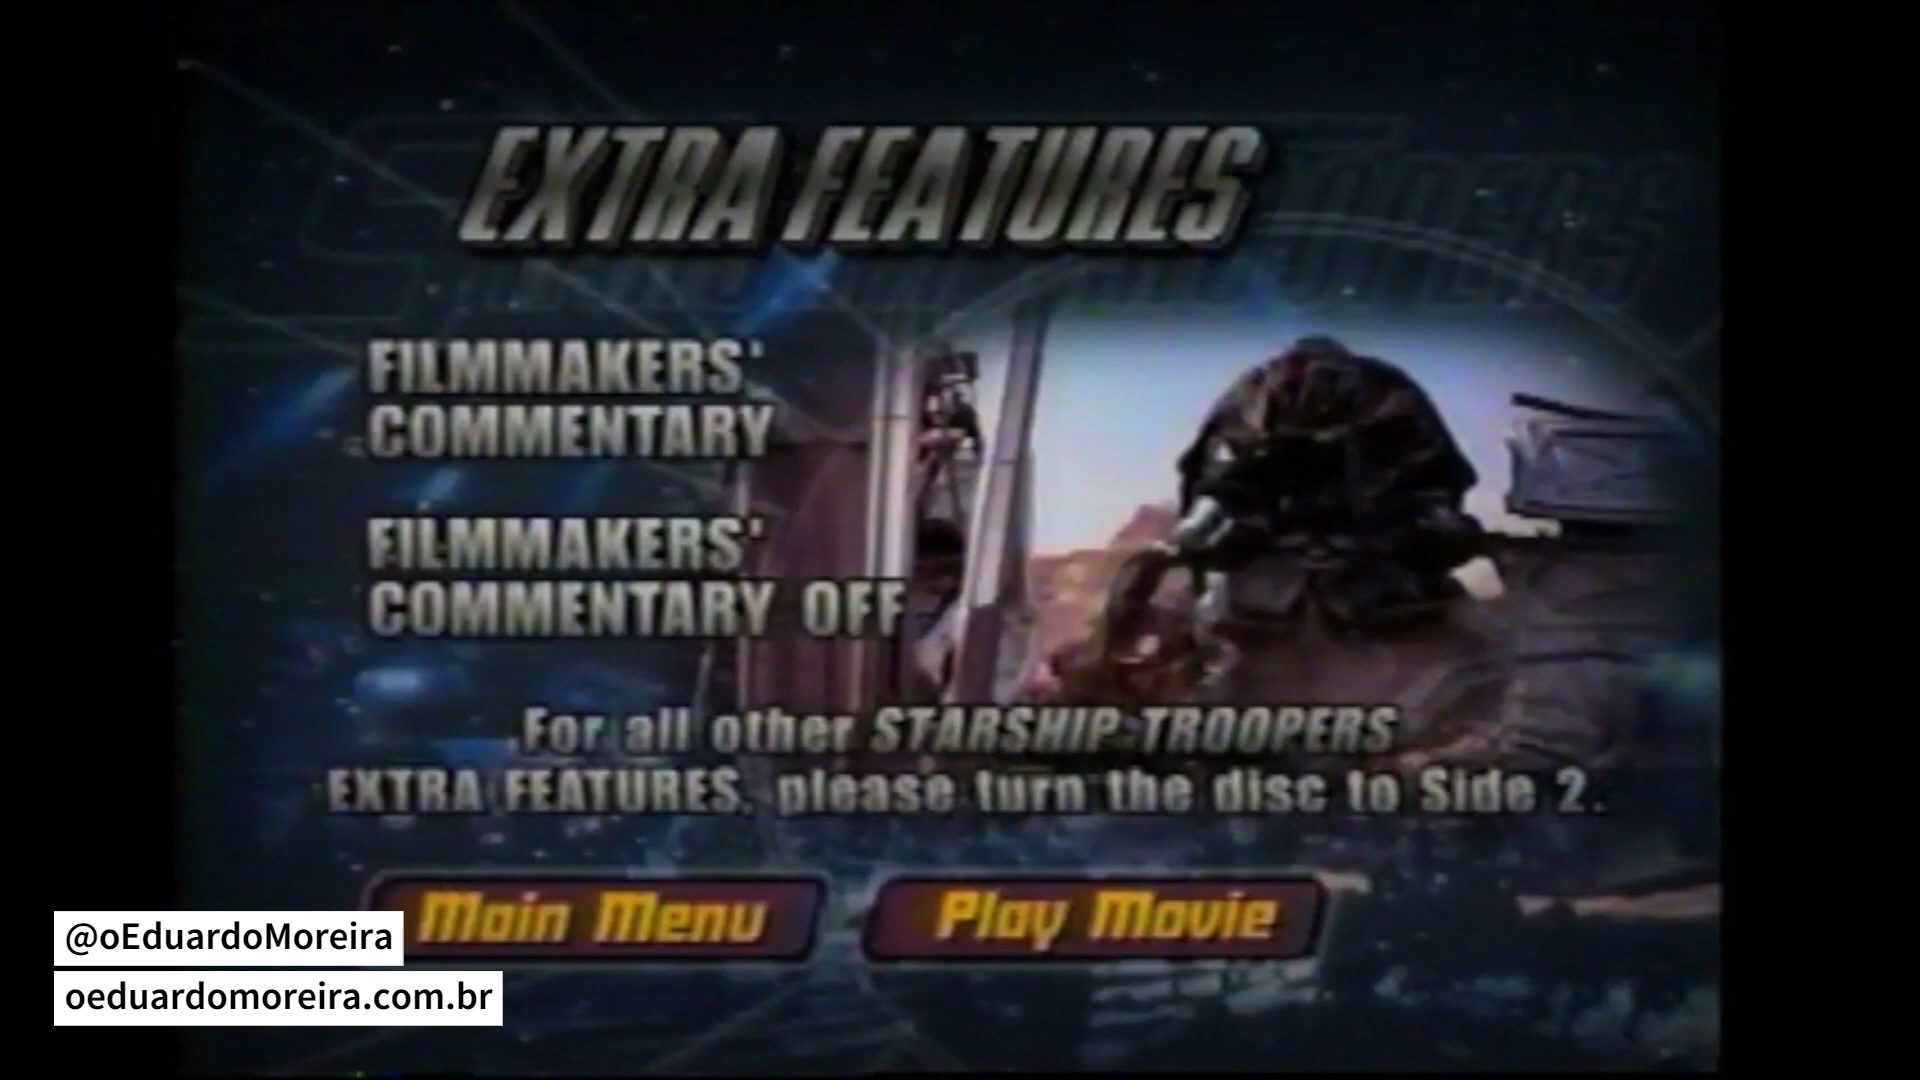 EXTRA FEATURES
FILMMAKERS'
COMMENTARY
FILMMAKERS'
COMMENTARY OFF
For all other STARSHIP TROOPERS
EXTRA FEATURES, please turn the disc to Side 2.
Main Menu Play Movie
@oEduardoMoreira
oeduardomoreira.com.br